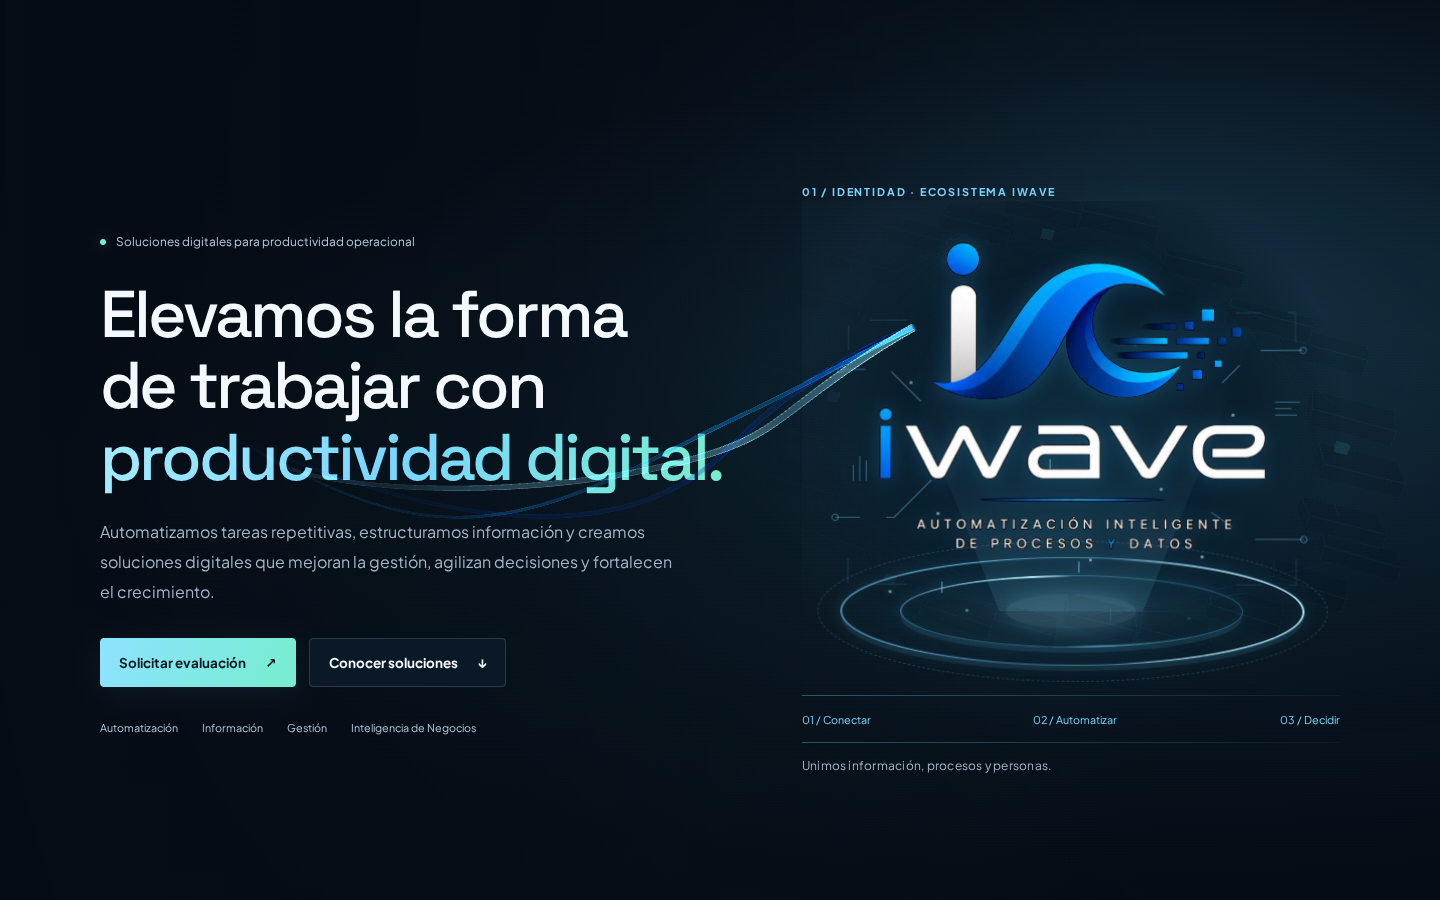 Soluciones digitales para productividad operacional
Elevamos la forma
de trabajar con
productividad digital.
Automatizamos tareas repetitivas, estructuramos información y creamos
soluciones digitales que mejoran la gestión, agilizan decisiones y fortalecen
el crecimiento.
Solicitar evaluación ↗
Conocer soluciones ↓
Automatización Información Gestión Inteligencia de Negocios
01 / IDENTIDAD · ECOSISTEMA IWAVE
iwave
AUTOMATIZACIÓN INTELIGENTE
DE PROCESOS Y DATOS
01 / Conectar 02 / Automatizar 03 / Decidir
Unimos información, procesos y personas.